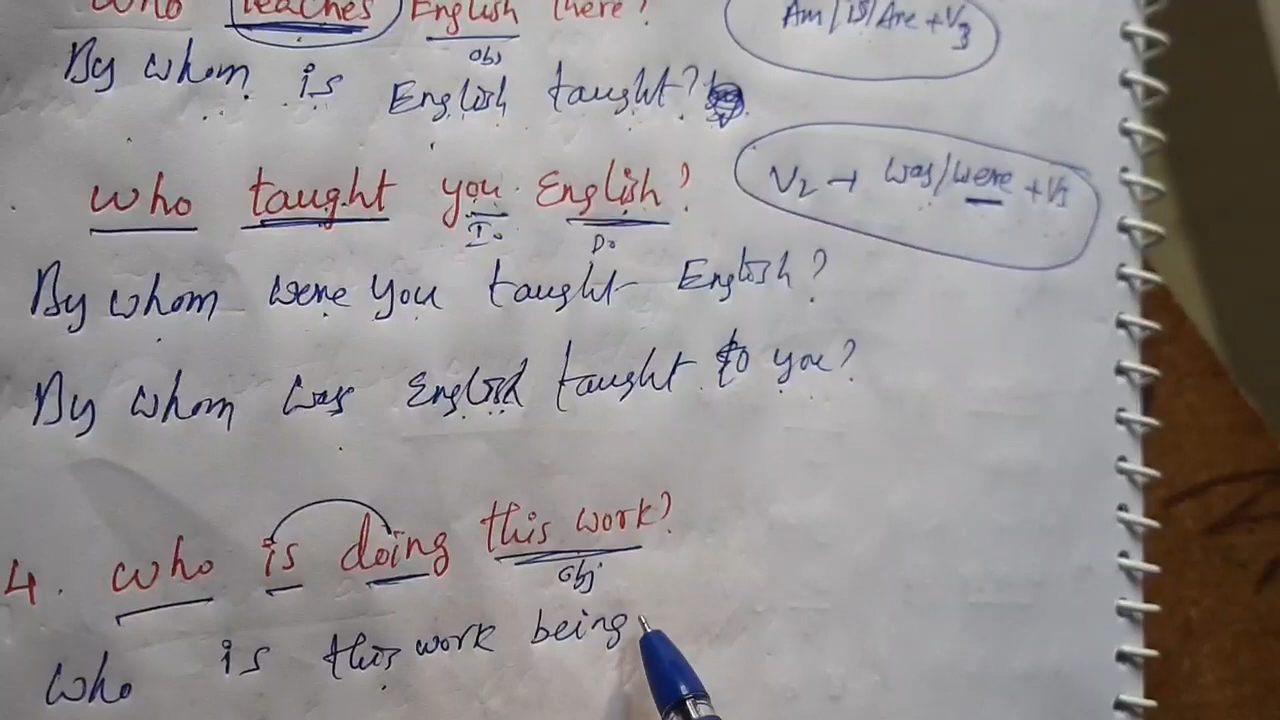 Who teaches English there?
Obj
Am/is/Are + V3
By whom is English taught?
Who taught you English?
Io
Do
V2 → Was/Were + V3
By whom were you taught English?
By whom was English taught to you?
4. Who is doing this work?
Obj
Who is this work being